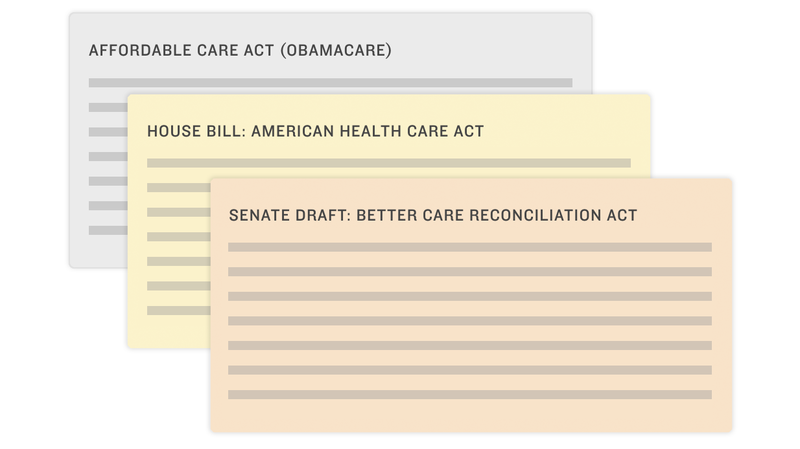 AFFORDABLE CARE ACT (OBAMACARE)
HOUSE BILL: AMERICAN HEALTH CARE ACT
SENATE DRAFT: BETTER CARE RECONCILIATION ACT